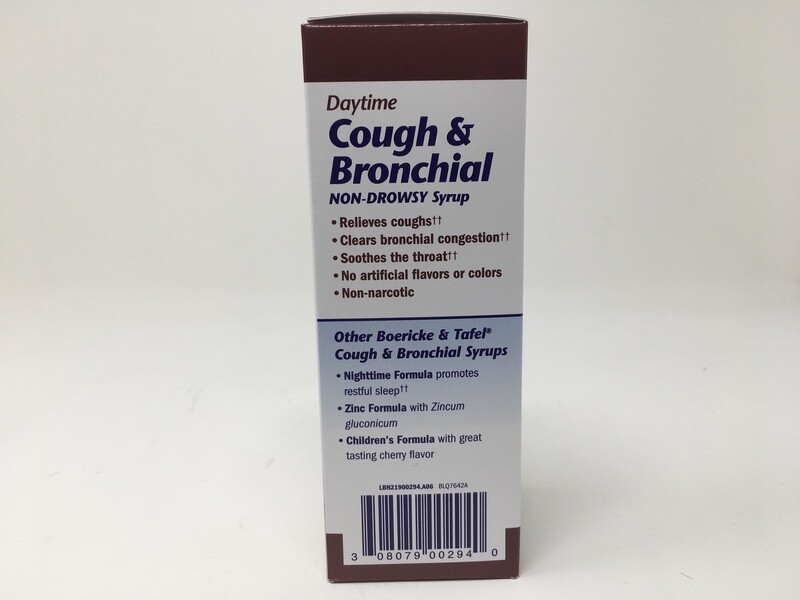 Daytime
Cough &
Bronchial
NON-DROWSY Syrup
• Relieves coughs††
• Clears bronchial congestion††
• Soothes the throat††
• No artificial flavors or colors
• Non-narcotic
Other Boericke & Tafel®
Cough & Bronchial Syrups
• Nighttime Formula promotes
restful sleep††
• Zinc Formula with Zincum
gluconicum
• Children's Formula with great
tasting cherry flavor
LBN21900294.A06 BLQ7642A
3 08079 00294 0